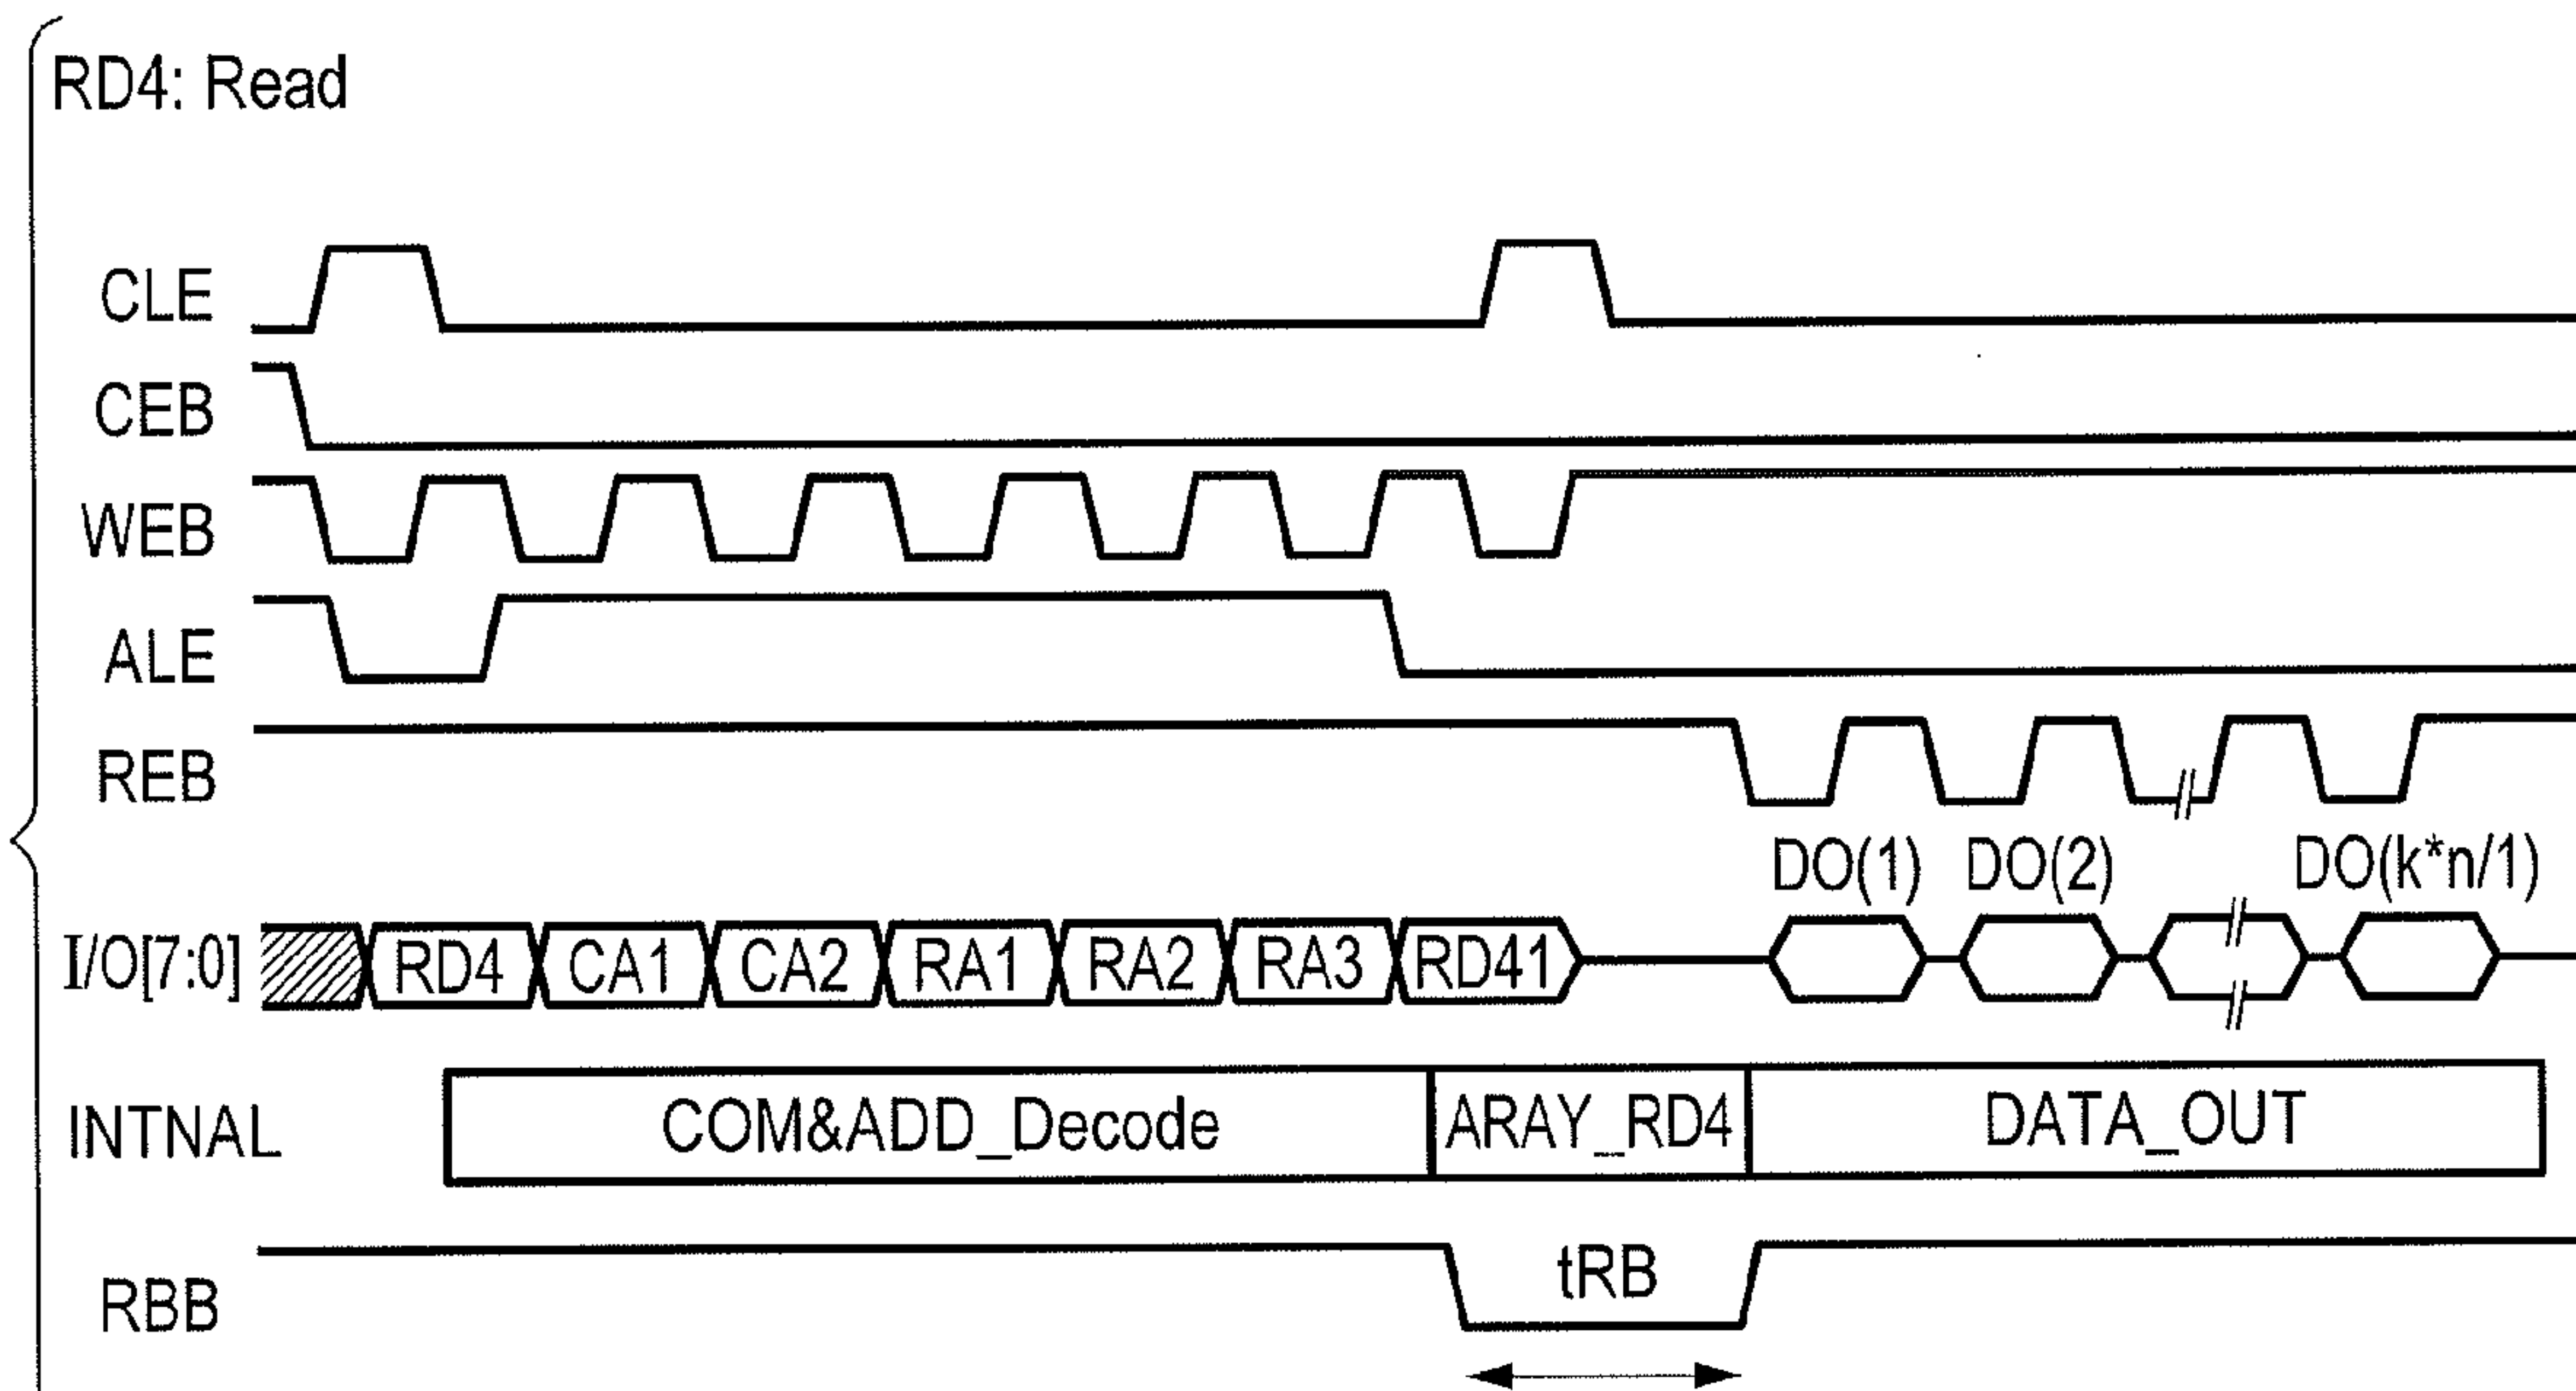 RD4: Read
CLE
CEB
WEB
ALE
REB
DO(1) DO(2) DO(k*n/1)
I/O[7:0] RD4 CA1 CA2 RA1 RA2 RA3 RD41
INTNAL COM&ADD_Decode ARAY_RD4 DATA_OUT
RBB tRB